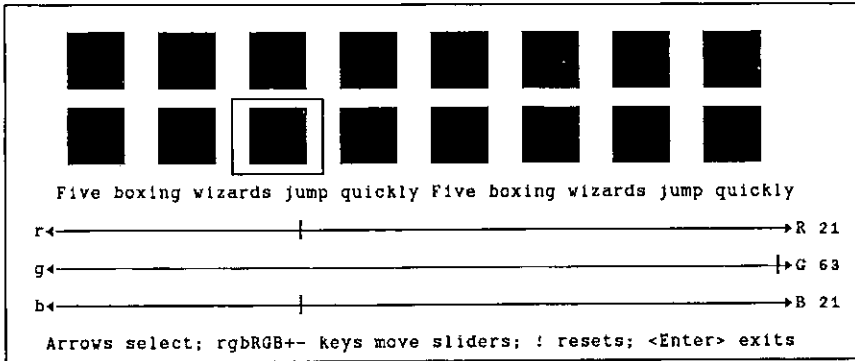 Five boxing wizards jump quickly Five boxing wizards jump quickly
r R 21
g G 63
b B 21
Arrows select; rgbRGB+- keys move sliders; ! resets; <Enter> exits